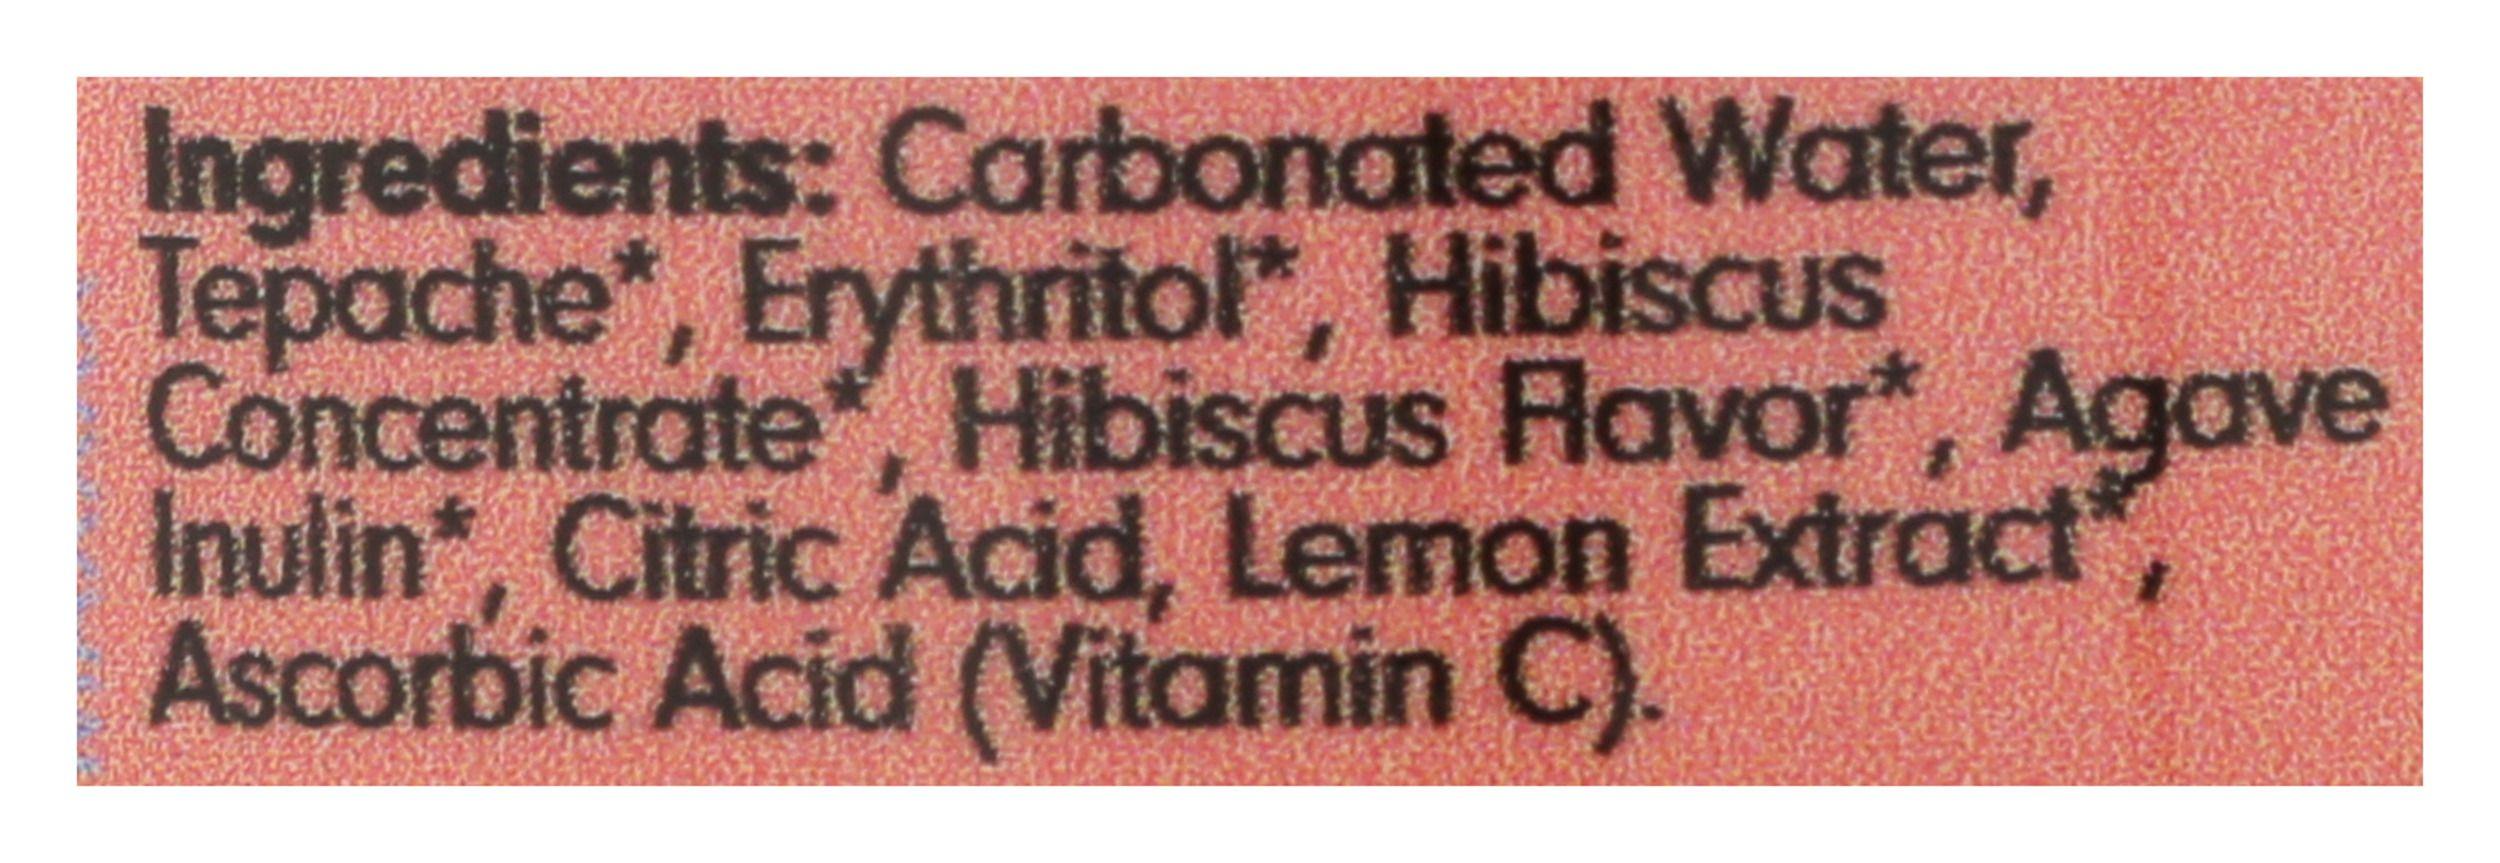 Ingredients: Carbonated Water,
Tepache*, Erythritol*, Hibiscus
Concentrate*, Hibiscus Flavor*, Agave
Inulin*, Citric Acid, Lemon Extract*,
Ascorbic Acid (Vitamin C).